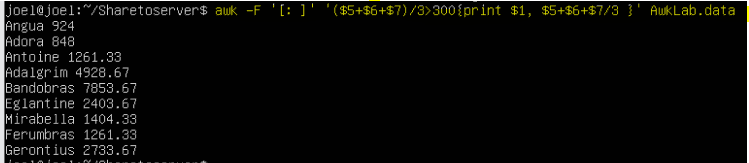 joel@joel:~/Sharetoserver$ awk -F '[: ]' '($5+$6+$7)/3>300{print $1, $5+$6+$7/3 }' AwkLab.data
Angua 924
Adora 848
Antoine 1261.33
Adalgrim 4928.67
Bandobras 7853.67
Eglantine 2403.67
Mirabella 1404.33
Ferumbras 1261.33
Gerontius 2733.67
joel@joel:~/Sharetoserver$